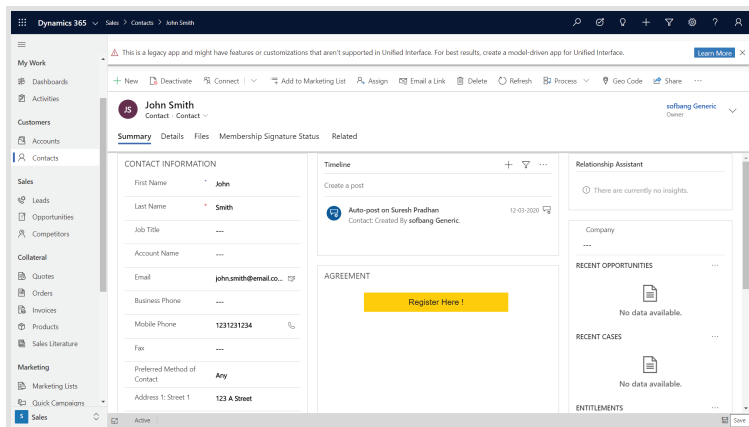 Dynamics 365
Sales > Contacts > John Smith
This is a legacy app and might have features or customizations that aren't supported in Unified Interface. For best results, create a model-driven app for Unified Interface.
Learn More
My Work
Dashboards
Activities
Customers
Accounts
Contacts
Sales
Leads
Opportunities
Competitors
Collateral
Quotes
Orders
Invoices
Products
Sales Literature
Marketing
Marketing Lists
Quick Campaigns
S Sales
New Deactivate Connect Add to Marketing List Assign Email a Link Delete Refresh Process Geo Code Share ...
JS
John Smith
Contact · Contact
sofbang Generic
Owner
Summary Details Files Membership Signature Status Related
CONTACT INFORMATION
First Name * John
Last Name * Smith
Job Title ---
Account Name ---
Email john.smith@email.co...
Business Phone ---
Mobile Phone 1231231234
Fax ---
Preferred Method of
Contact Any
Address 1: Street 1 123 A Street
Timeline
Create a post
Auto-post on Suresh Pradhan 12-03-2020
Contact: Created By sofbang Generic.
AGREEMENT
Register Here !
Relationship Assistant
There are currently no insights.
Company
---
RECENT OPPORTUNITIES ...
No data available.
RECENT CASES ...
No data available.
ENTITLEMENTS ...
Active
Save